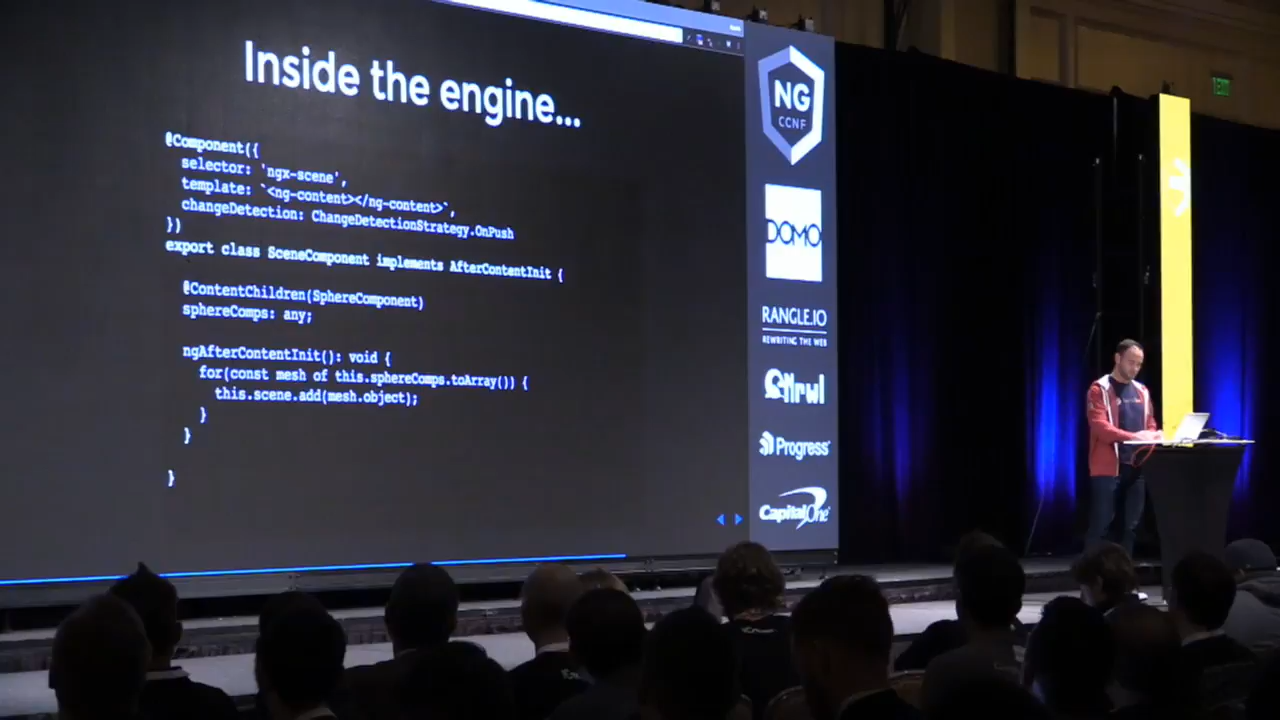 Inside the engine...
@Component({
selector: 'ngx-scene',
template: `<ng-content></ng-content>`,
changeDetection: ChangeDetectionStrategy.OnPush
})
export class SceneComponent implements AfterContentInit {
@ContentChildren(SphereComponent)
sphereComps: any;
ngAfterContentInit(): void {
for(const mesh of this.sphereComps.toArray()) {
this.scene.add(mesh.object);
}
}
}
NG
CONF
DOMO
RANGLE.IO
REWRITING THE WEB
Nrwl
Progress
Capital One
EXIT